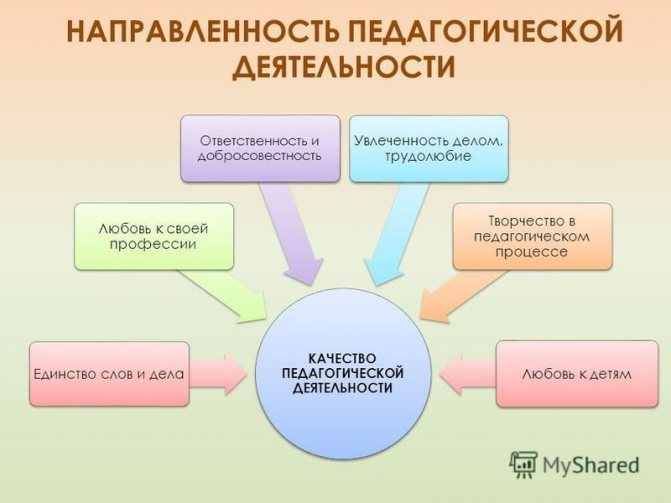 НАПРАВЛЕННОСТЬ ПЕДАГОГИЧЕСКОЙ
ДЕЯТЕЛЬНОСТИ
Ответственность и
добросовестность
Увлеченность делом,
трудолюбие
Любовь к своей
профессии
Творчество в
педагогическом
процессе
Единство слов и дела
КАЧЕСТВО
ПЕДАГОГИЧЕСКОЙ
ДЕЯТЕЛЬНОСТИ
Любовь к детям
MyShared